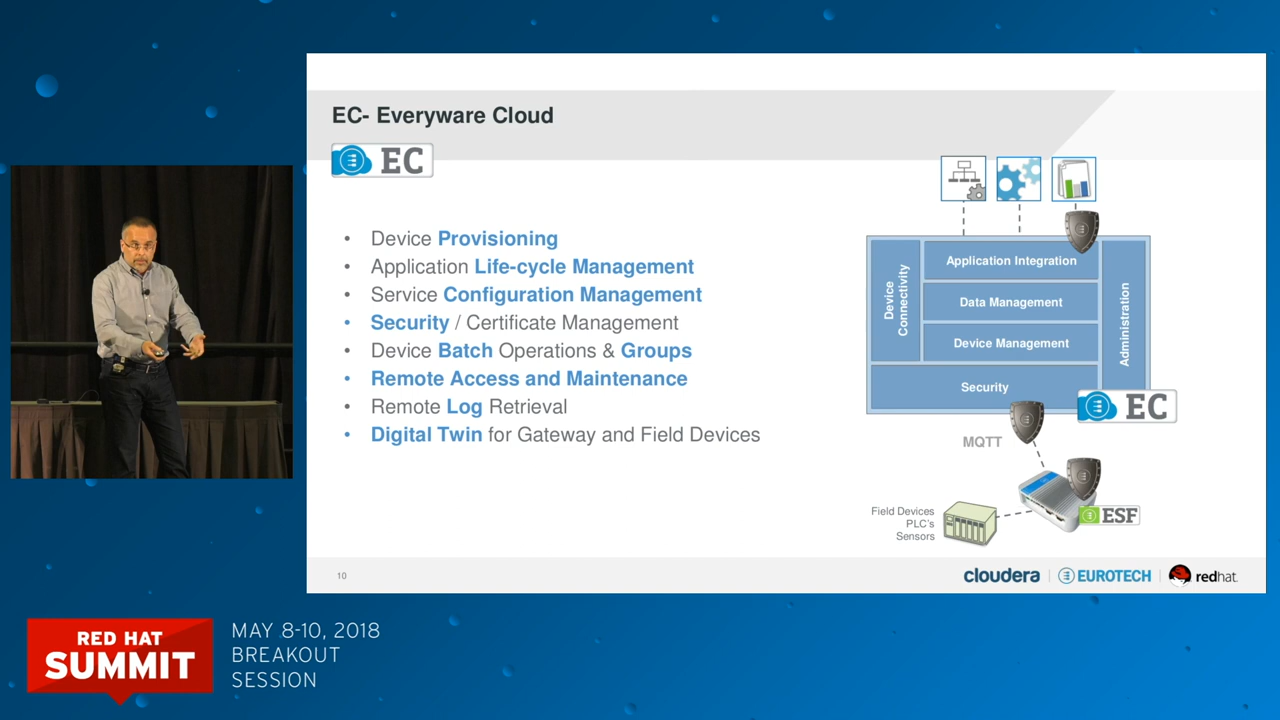 EC- Everyware Cloud
EC
• Device Provisioning
• Application Life-cycle Management
• Service Configuration Management
• Security / Certificate Management
• Device Batch Operations & Groups
• Remote Access and Maintenance
• Remote Log Retrieval
• Digital Twin for Gateway and Field Devices
Device
Connectivity
Application Integration
Data Management
Device Management
Administration
Security
EC
MQTT
ESF
Field Devices
PLC's
Sensors
10
cloudera
EUROTECH
redhat.
RED HAT
SUMMIT
MAY 8-10, 2018
BREAKOUT
SESSION